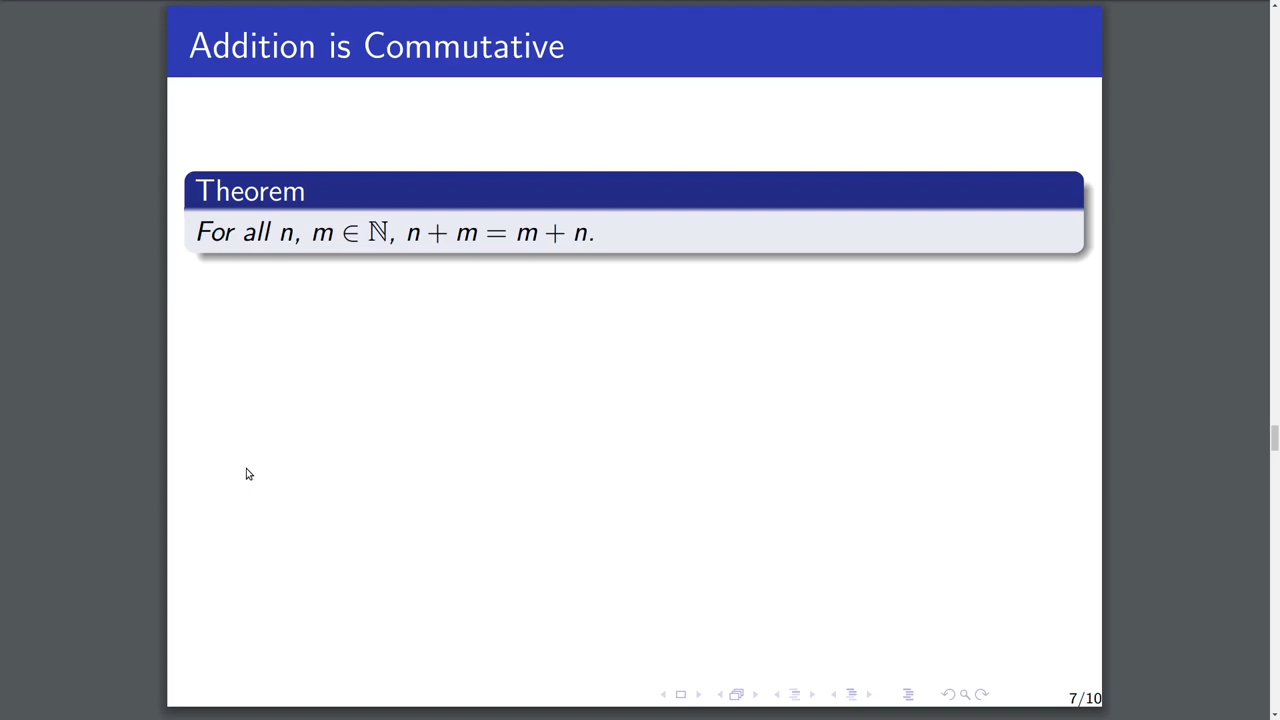 Addition is Commutative
Theorem
For all n, m ∈ ℕ, n + m = m + n.
7/10